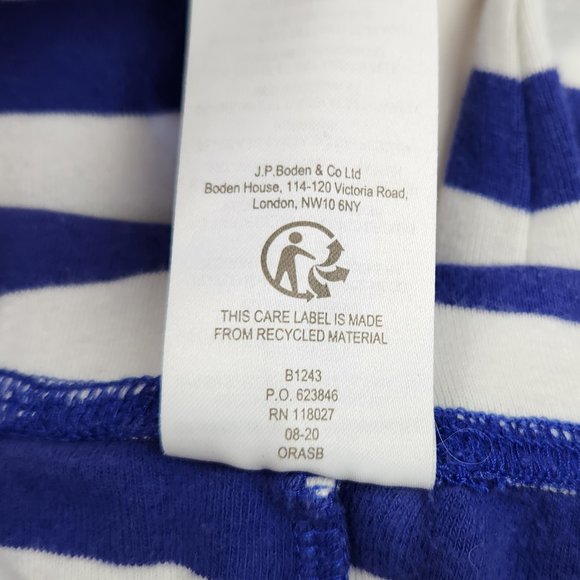 J.P.Boden & Co Ltd
Boden House, 114-120 Victoria Road,
London, NW10 6NY
THIS CARE LABEL IS MADE
FROM RECYCLED MATERIAL
B1243
P.O. 623846
RN 118027
08-20
ORASB